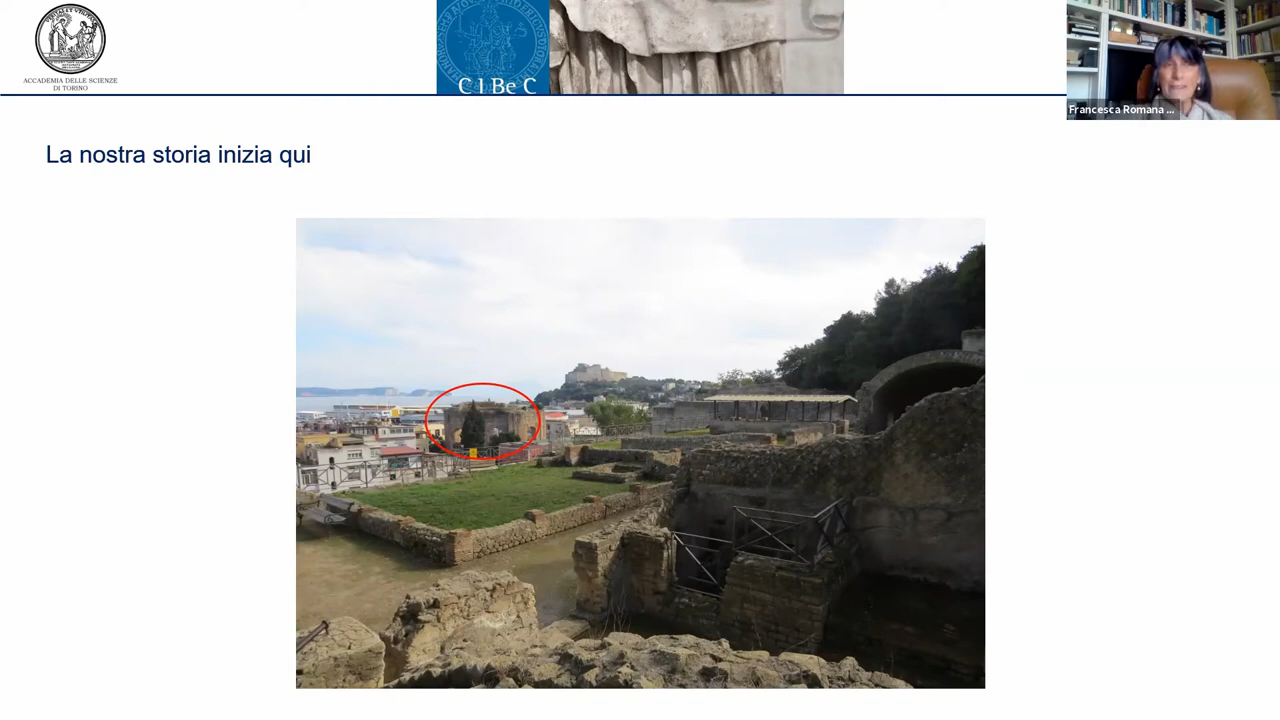 ACCADEMIA DELLE SCIENZE
DI TORINO
C I Be C
Francesca Romana ...
La nostra storia inizia qui